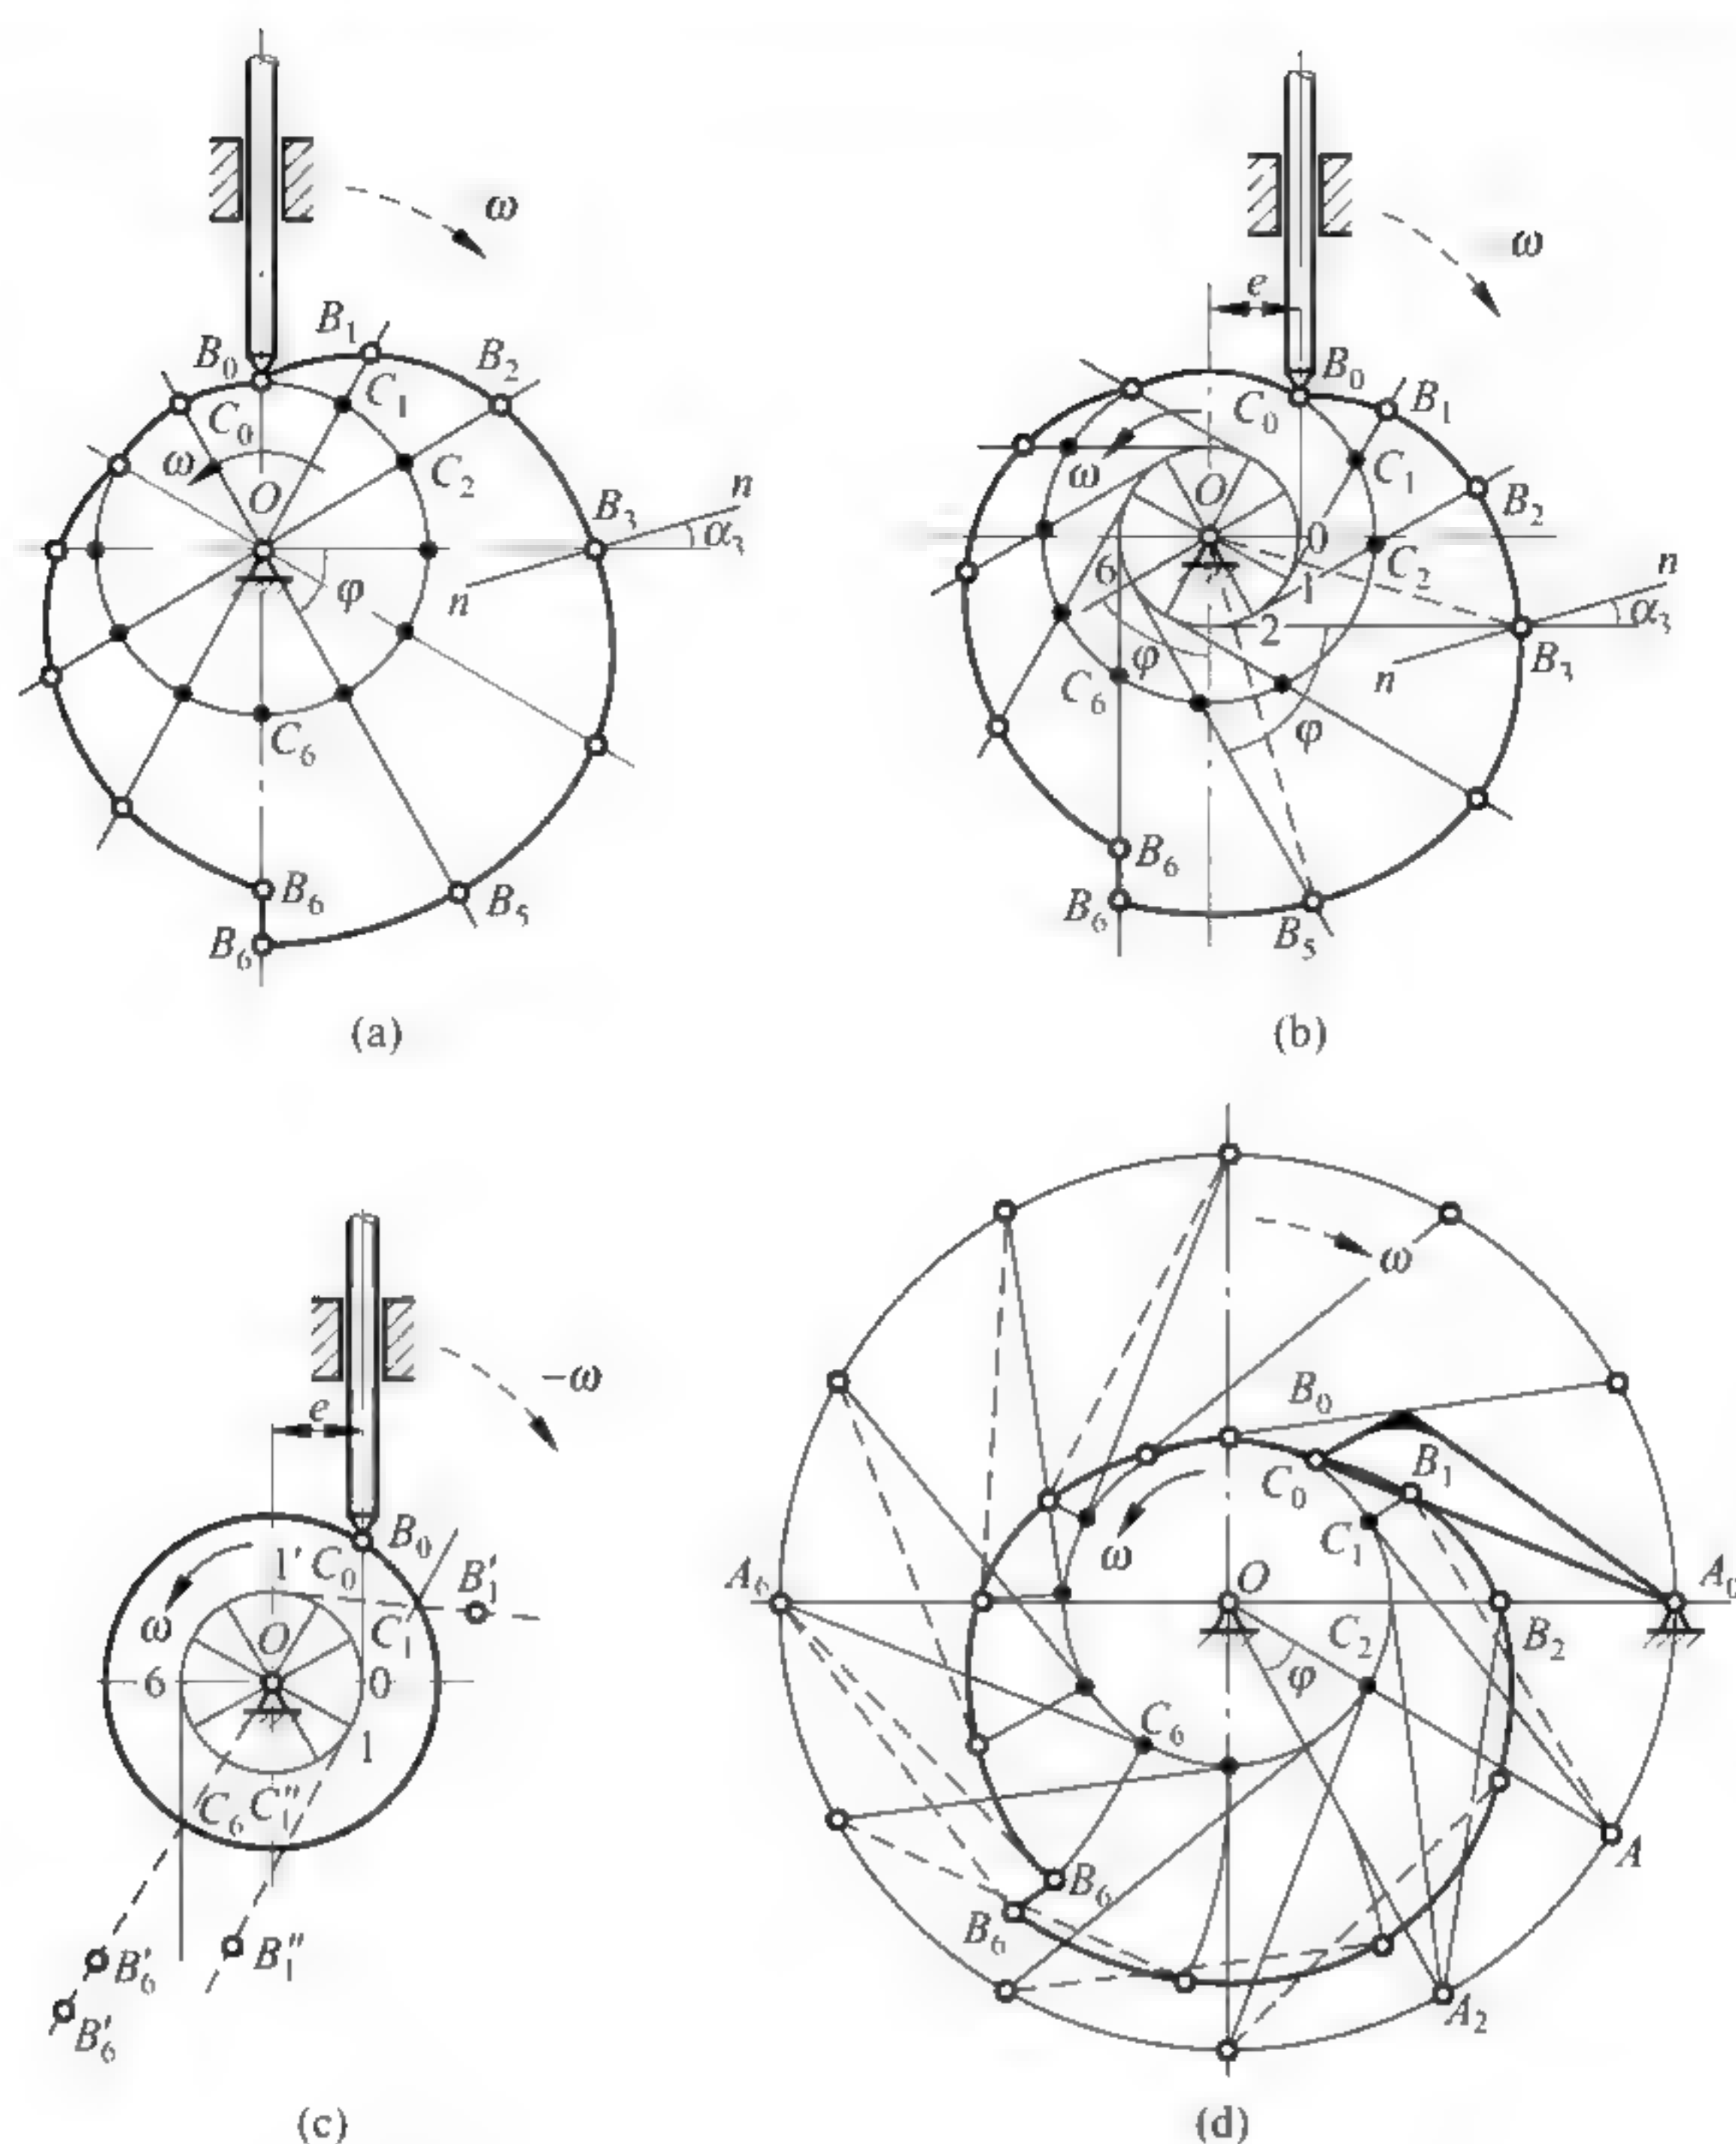 ω
B₁
B₀
B₂
C₁
C₀
ω
C₂
O
B₃
n
α₃
n
φ
C₆
B₆
B₅
B₆
(a)
ω
e
B₀
C₀
B₁
ω
C₁
O
B₂
0
C₂
6
1
n
α₃
2
B₃
φ
n
C₆
φ
B₆
B₆
B₅
(b)
−ω
e
B₀
1′
C₀
B′₁
ω
C′₁
O
6
0
1
C₆
C″₁
B′₆
B″₁
B′₆
(c)
ω
B₀
C₀
B₁
C₁
ω
A₆
O
A₀
C₂
B₂
φ
C₆
A
B₆
B₆
A₂
(d)